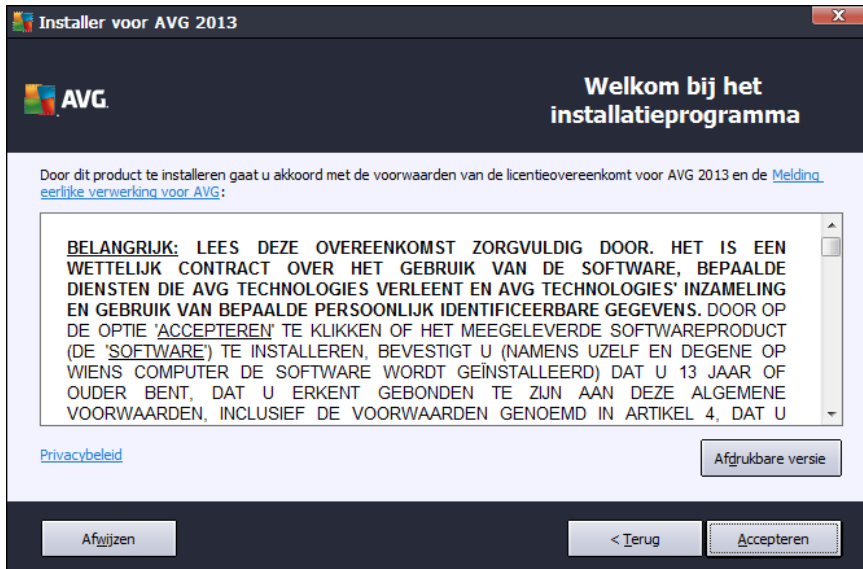 Installer voor AVG 2013
X
AVG.
Welkom bij het
installatieprogramma
Door dit product te installeren gaat u akkoord met de voorwaarden van de licentieovereenkomt voor AVG 2013 en de Melding
eerlijke verwerking voor AVG:
BELANGRIJK: LEES DEZE OVEREENKOMST ZORGVULDIG DOOR. HET IS EEN
WETTELIJK CONTRACT OVER HET GEBRUIK VAN DE SOFTWARE, BEPAALDE
DIENSTEN DIE AVG TECHNOLOGIES VERLEENT EN AVG TECHNOLOGIES' INZAMELING
EN GEBRUIK VAN BEPAALDE PERSOONLIJK IDENTIFICEERBARE GEGEVENS. DOOR OP
DE OPTIE 'ACCEPTEREN' TE KLIKKEN OF HET MEEGELEVERDE SOFTWAREPRODUCT
(DE 'SOFTWARE') TE INSTALLEREN, BEVESTIGT U (NAMENS UZELF EN DEGENE OP
WIENS COMPUTER DE SOFTWARE WORDT GEÏNSTALLEERD) DAT U 13 JAAR OF
OUDER BENT, DAT U ERKENT GEBONDEN TE ZIJN AAN DEZE ALGEMENE
VOORWAARDEN, INCLUSIEF DE VOORWAARDEN GENOEMD IN ARTIKEL 4, DAT U
Privacybeleid
Afdrukbare versie
Afwijzen
< Terug
Accepteren